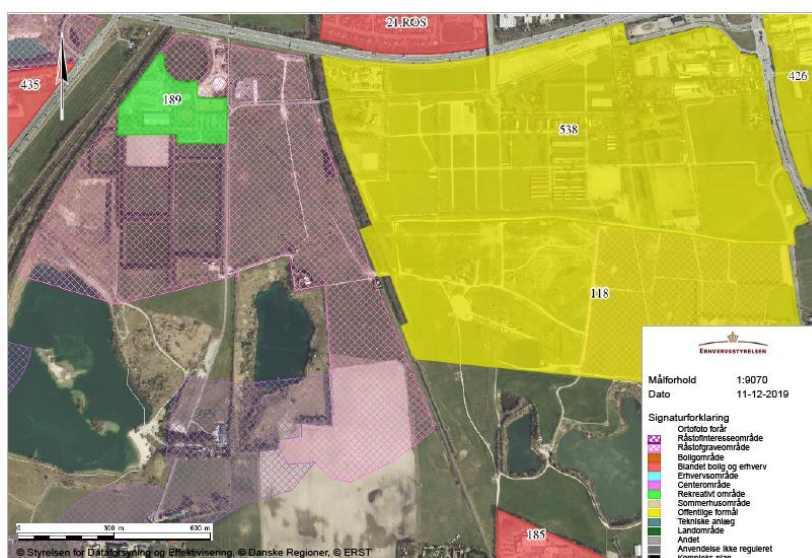 21.ROS
435
189
426
538
118
185
ERHVERVSSTYRELSEN
Målforhold 1:9070
Dato 11-12-2019
Signaturforklaring
Ortofoto forår
Råstofinteresseområde
Råstofgraveområde
Boligområde
Blandet bolig og erhverv
Erhvervsområde
Centerområde
Rekreativt område
Sommerhusområde
Offentlige formål
Tekniske anlæg
Landområde
Andet
Anvendelse ikke reguleret
Kompleks plan
0 300 m 600 m
© Styrelsen for Dataforsyning og Effektivisering, © Danske Regioner, © ERST